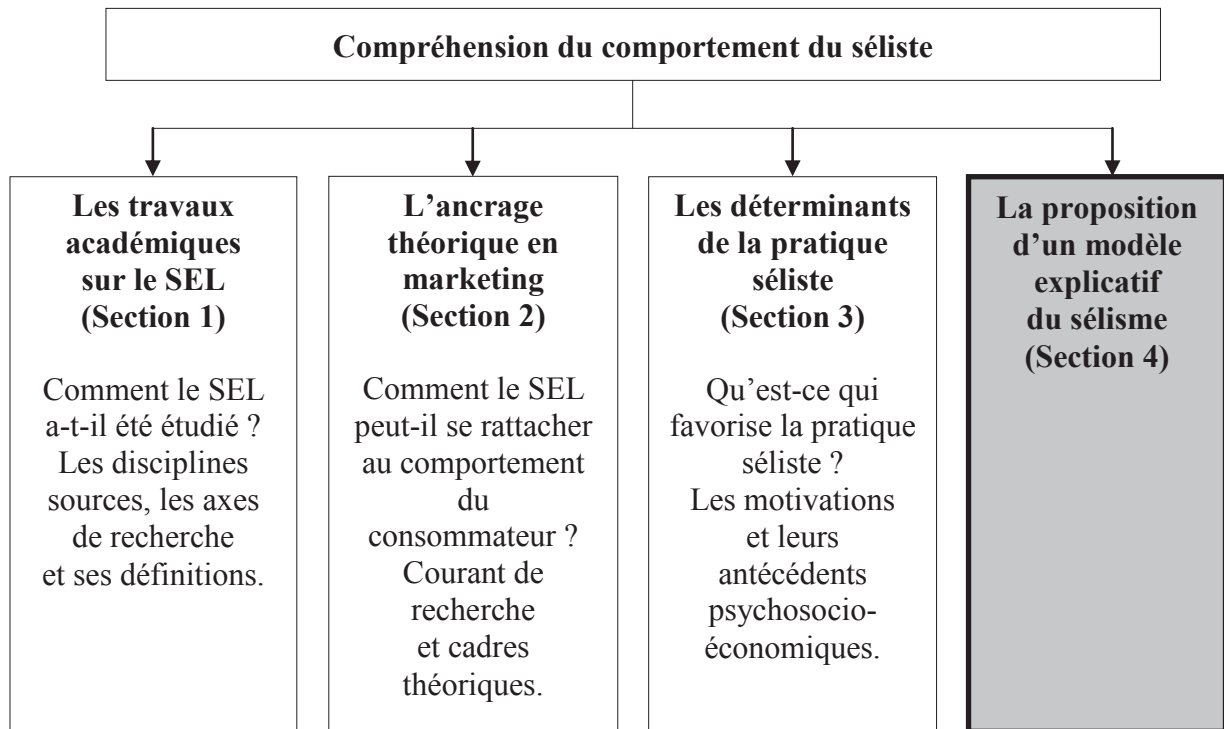 Compréhension du comportement du séliste
Les travaux
académiques
sur le SEL
(Section 1)
Comment le SEL
a-t-il été étudié ?
Les disciplines
sources, les axes
de recherche
et ses définitions.
L’ancrage
théorique en
marketing
(Section 2)
Comment le SEL
peut-il se rattacher
au comportement
du
consommateur ?
Courant de
recherche
et cadres
théoriques.
Les déterminants
de la pratique
séliste
(Section 3)
Qu’est-ce qui
favorise la pratique
séliste ?
Les motivations
et leurs
antécédents
psychosocio-
économiques.
La proposition
d’un modèle
explicatif
du sélisme
(Section 4)